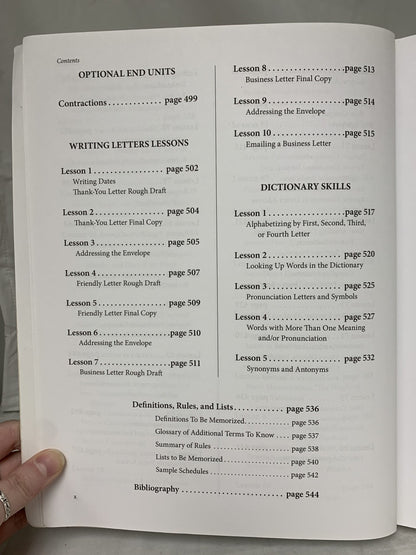 Contents
OPTIONAL END UNITS
Contractions............. page 499
WRITING LETTERS LESSONS
Lesson 1.................... page 502
Writing Dates
Thank-You Letter Rough Draft
Lesson 2.................... page 504
Thank-You Letter Final Copy
Lesson 3.................... page 505
Addressing the Envelope
Lesson 4.................... page 507
Friendly Letter Rough Draft
Lesson 5.................... page 509
Friendly Letter Final Copy
Lesson 6.................... page 510
Addressing the Envelope
Lesson 7....................page 511
Business Letter Rough Draft
Lesson 8....................page 513
Business Letter Final Copy
Lesson 9....................page 514
Addressing the Envelope
Lesson 10..................page 515
Emailing a Business Letter
DICTIONARY SKILLS
Lesson 1....................page 517
Alphabetizing by First, Second, Third,
or Fourth Letter
Lesson 2....................page 520
Looking Up Words in the Dictionary
Lesson 3....................page 525
Pronunciation Letters and Symbols
Lesson 4....................page 527
Words with More Than One Meaning
and/or Pronunciation
Lesson 5....................page 532
Synonyms and Antonyms
Definitions, Rules, and Lists............. page 536
Definitions To Be Memorized............. page 536
Glossary of Additional Terms To Know.... page 537
Summary of Rules...................... page 538
Lists to Be Memorized.................. page 540
Sample Schedules...................... page 542
Bibliography.......................... page 544
x